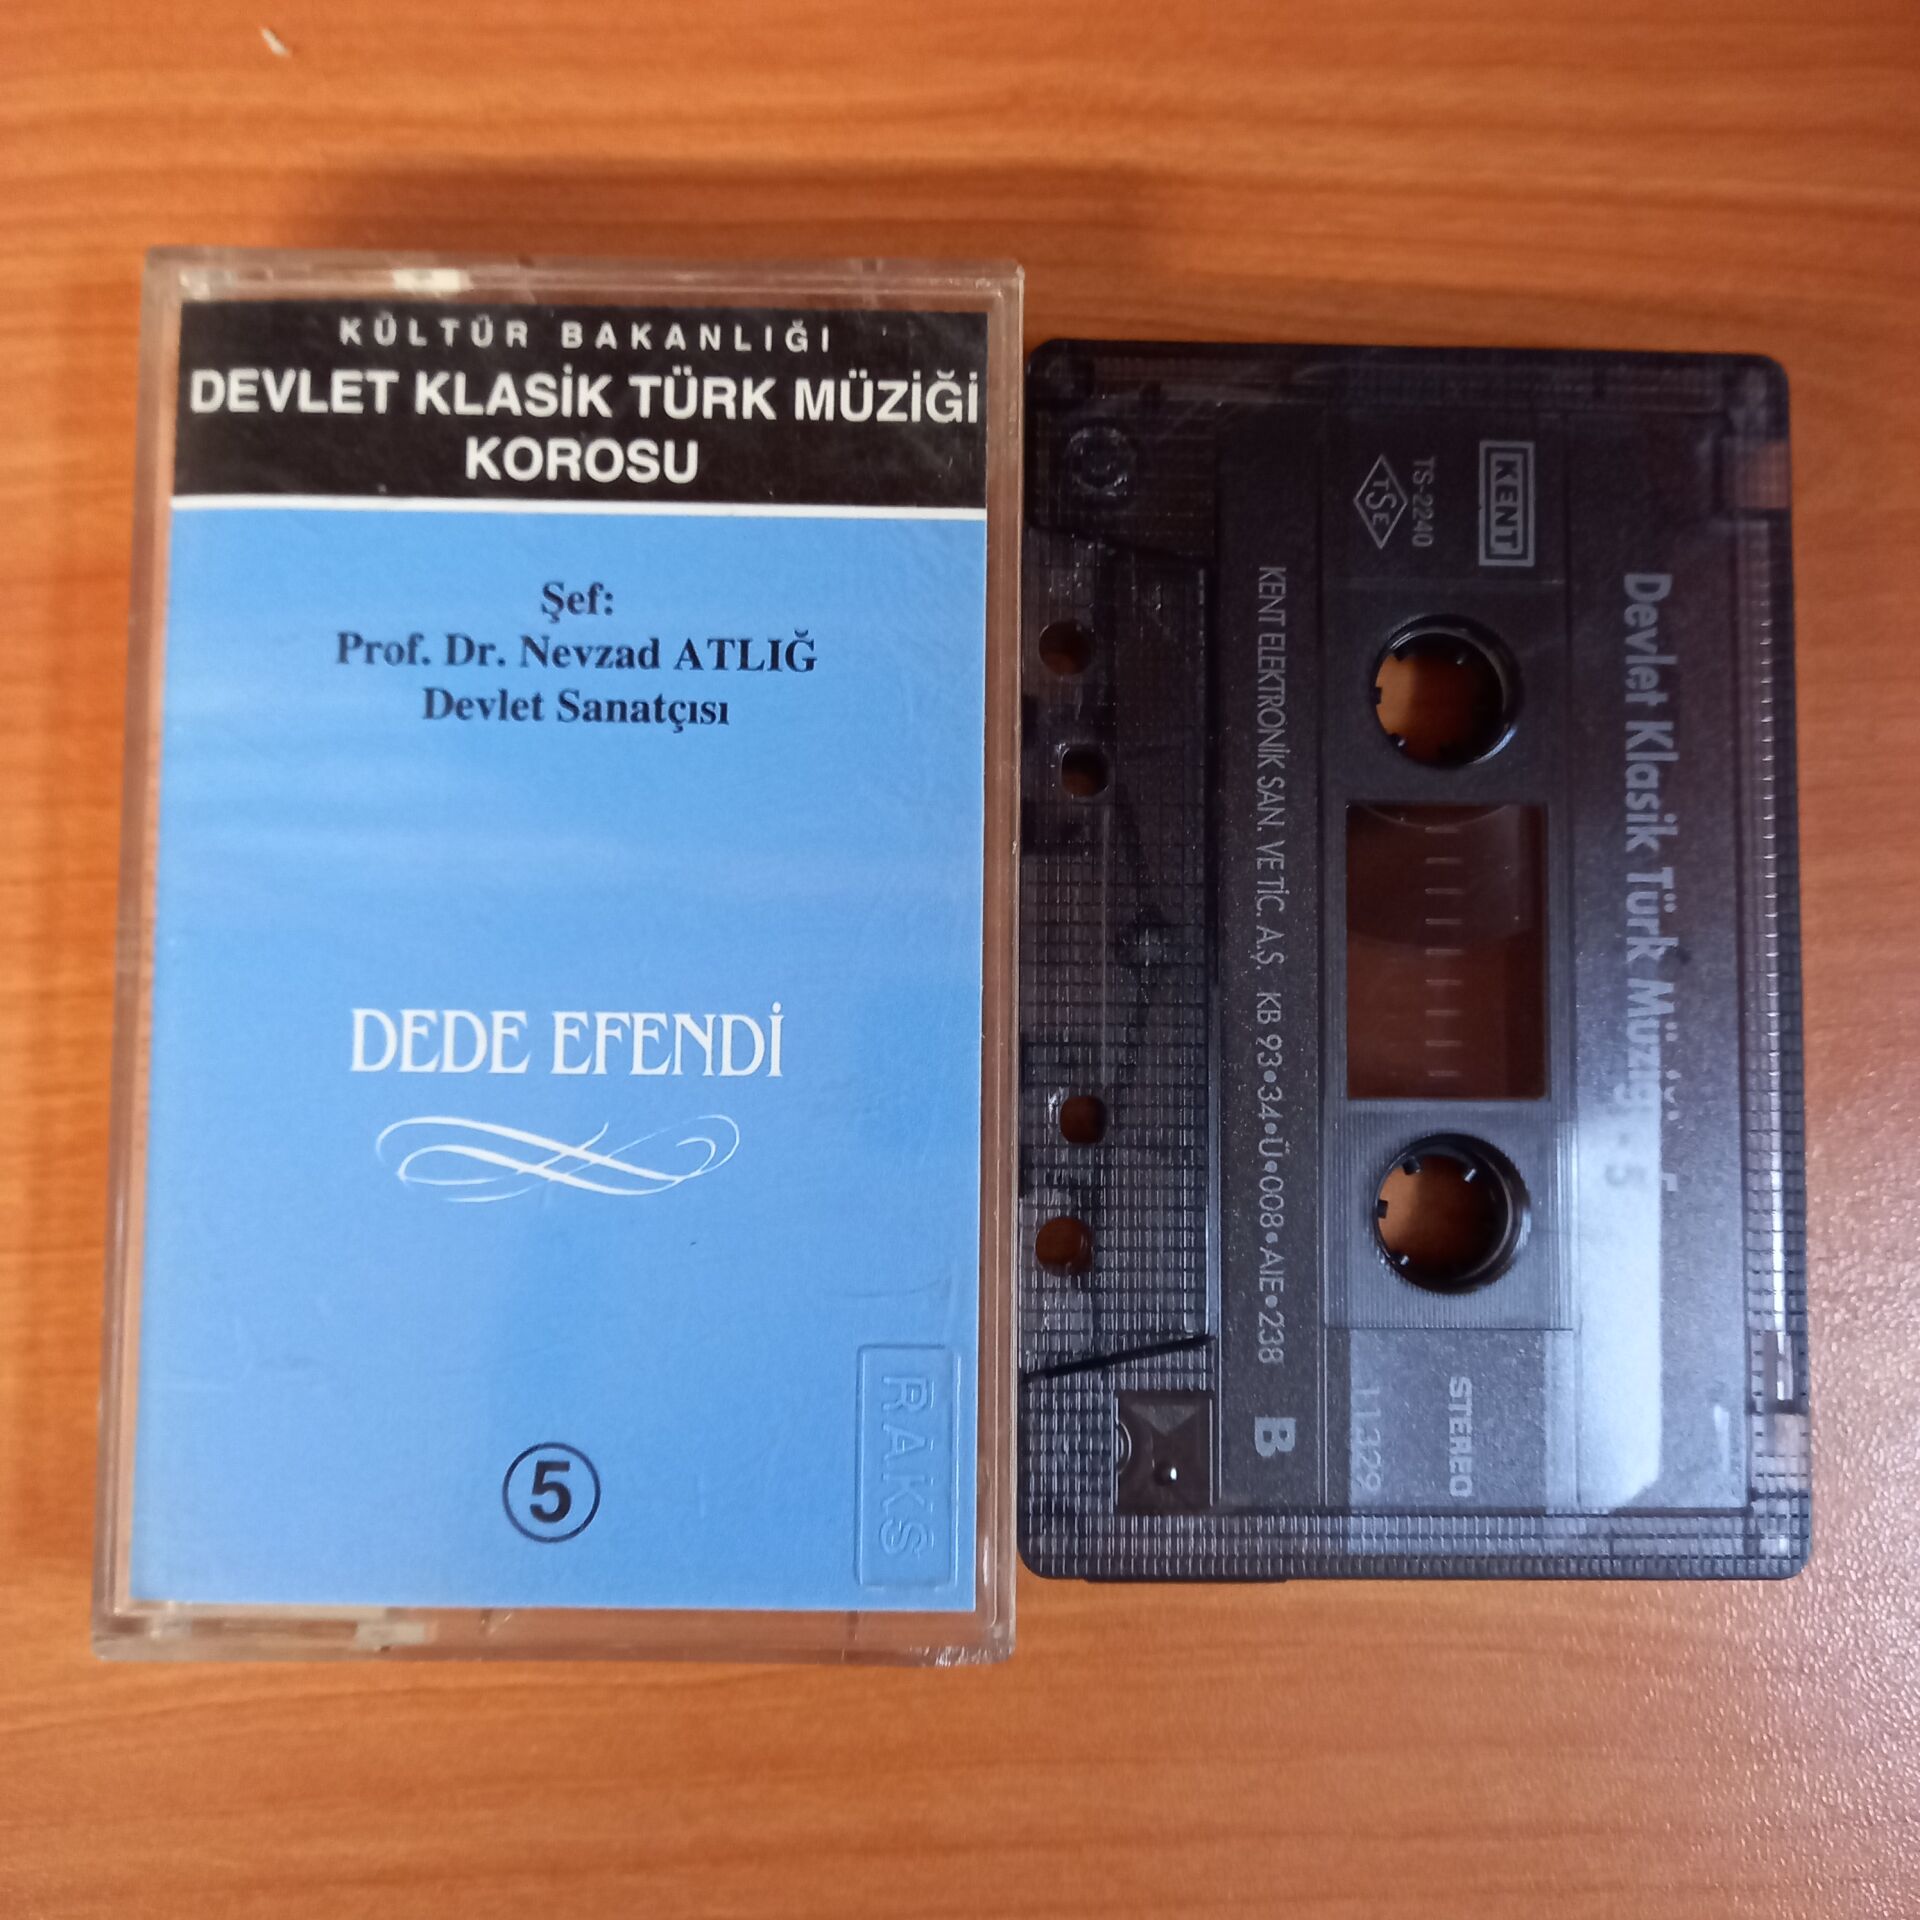 KÜLTÜR BAKANLIĞI
DEVLET KLASİK TÜRK MÜZİĞİ
KOROSU
Şef:
Prof. Dr. Nevzad ATLIĞ
Devlet Sanatçısı
DEDE EFENDİ
5
RAKS
Devlet Klasik Türk Müziği - 5
KENT
TS-2240
TSE
STEREO
11329
KENT ELEKTRONİK SAN. VE TİC. A.Ş. KB 93•34•Ü•008•AIE•238
B